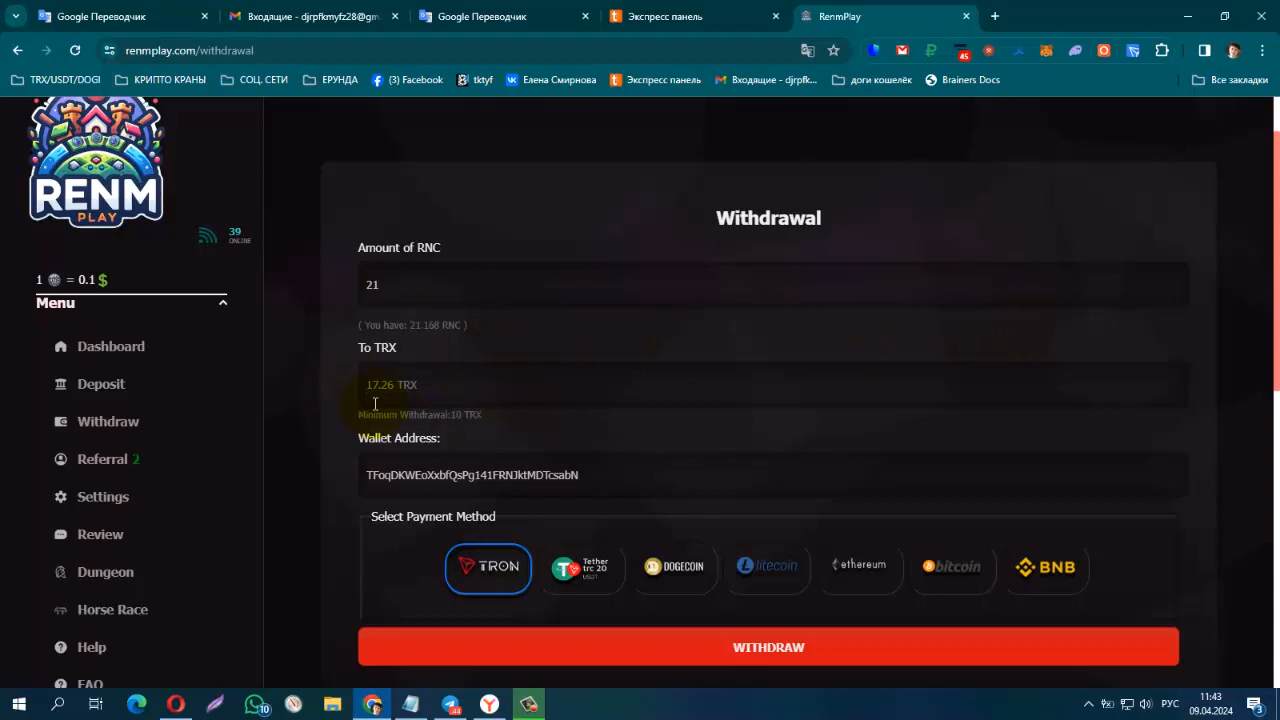 Google Переводчик
Входящие - djrpfkmyfz28@gm
Google Переводчик
Экспресс панель
RenmPlay
renmplay.com/withdrawal
45
TRX/USDT/DOGI
КРИПТО КРАНЫ
СОЦ. СЕТИ
ЕРУНДА
(3) Facebook
tktyf
Елена Смирнова
Экспресс панель
Входящие - djrpfk...
доги кошелёк
Brainers Docs
Все закладки
RENM
PLAY
39
ONLINE
1 = 0.1 $
Menu
Dashboard
Deposit
Withdraw
Referral 2
Settings
Review
Dungeon
Horse Race
Help
FAQ
Withdrawal
Amount of RNC
21
( You have: 21.168 RNC )
To TRX
17.26 TRX
Minimum Withdrawal:10 TRX
Wallet Address:
TFoqDKWEoXxbfQsPg141FRNJktMDTcsabN
Select Payment Method
TRON
Tether
trc 20
USDT
DOGECOIN
litecoin
ethereum
bitcoin
BNB
WITHDRAW
10
44
РУС
11:43
09.04.2024
3